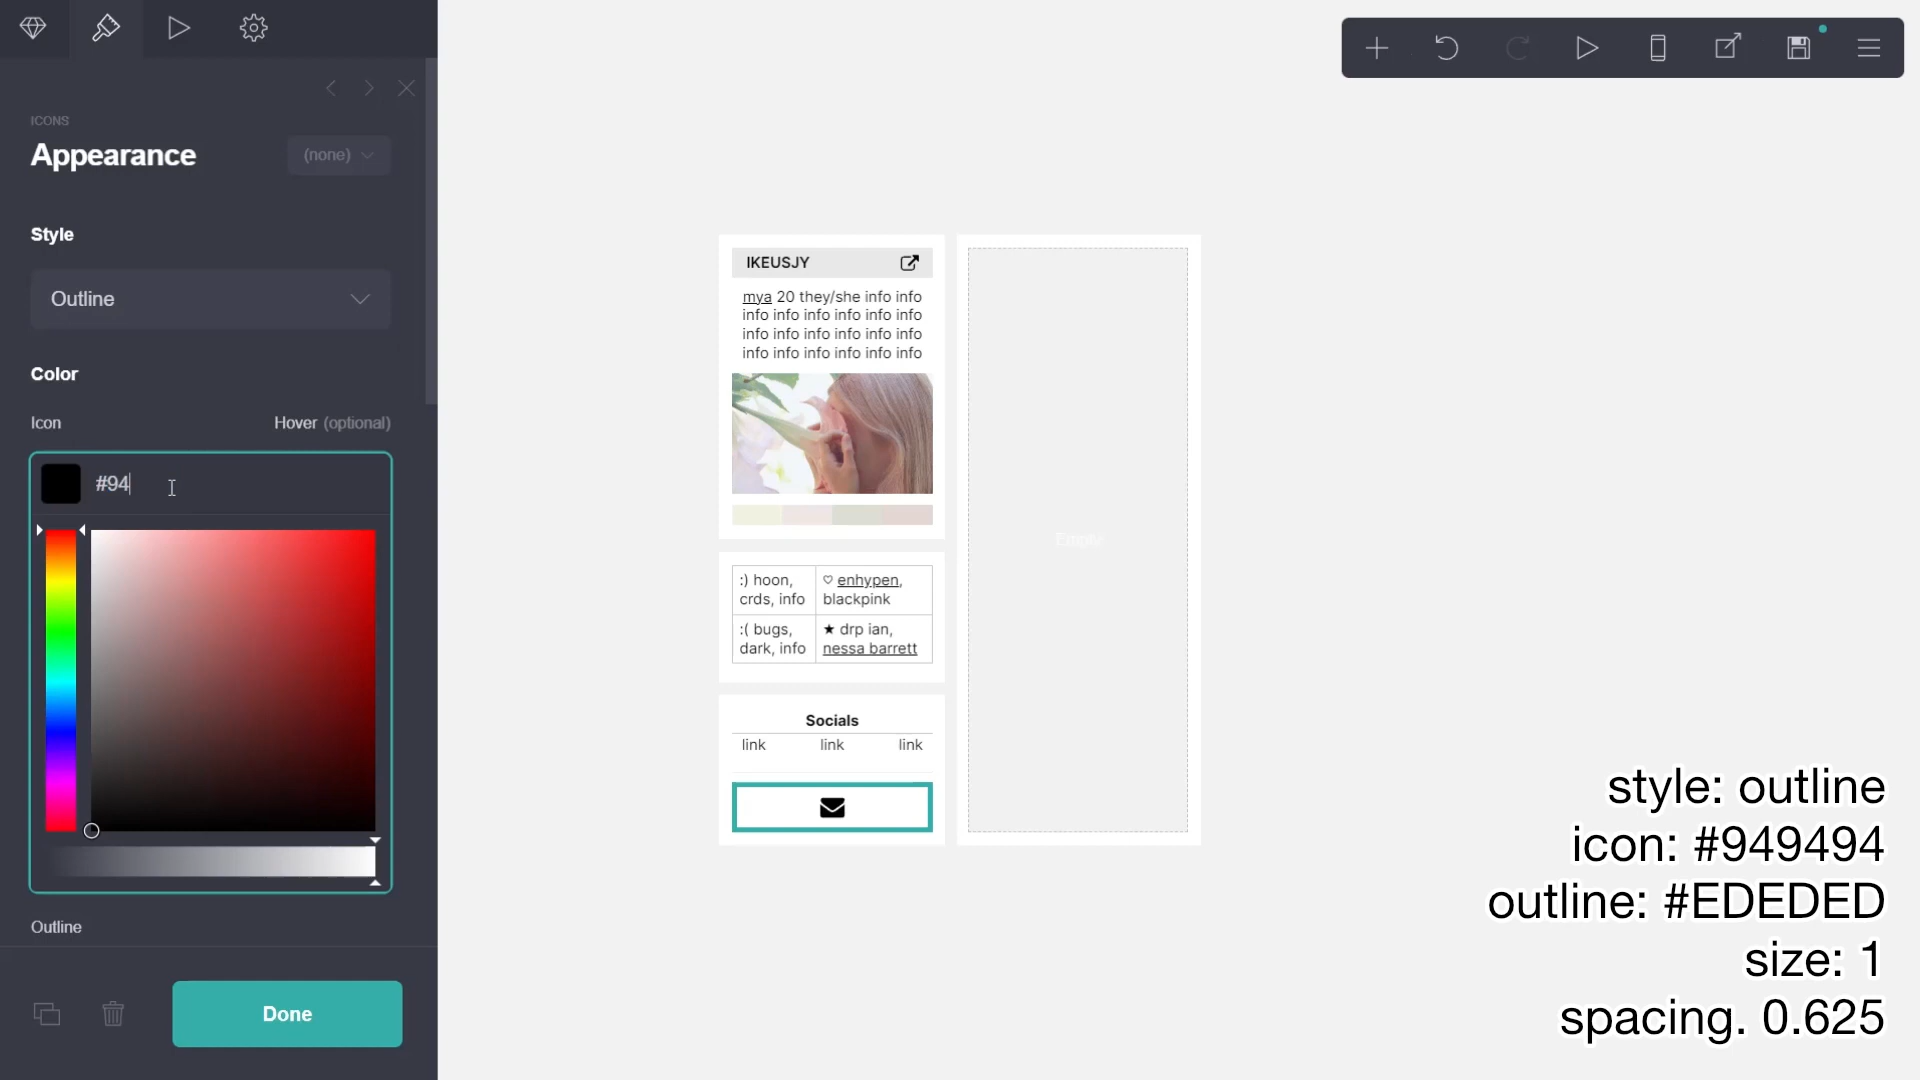 ICONS
Appearance
(none)
Style
Outline
Color
Icon
Hover (optional)
#94
Outline
Done
IKEUSJY
mya 20 they/she info info
info info info info info info
info info info info info info
info info info info info info
:) hoon,
crds, info
♡ enhypen,
blackpink
:( bugs,
dark, info
★ drp ian,
nessa barrett
Socials
link
link
link
Empty
style: outline
icon: #949494
outline: #EDEDED
size: 1
spacing. 0.625